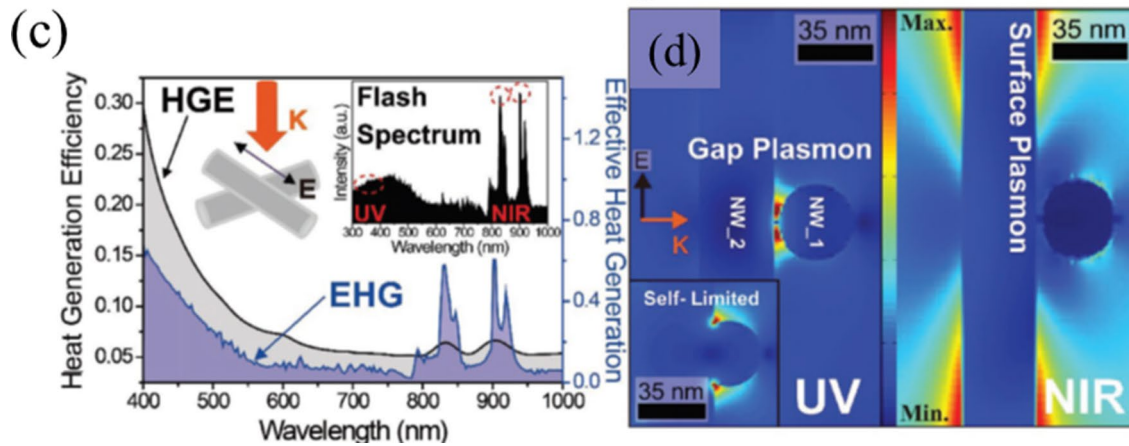 (c)
Heat Generation Efficiency
0.30
0.25
0.20
0.15
0.10
0.05
HGE
K
E
EHG
Flash
Spectrum
Intensity (a.u.)
UV
NIR
300 400 500 600 700 800 900 1000
Wavelength (nm)
1.2
0.8
0.4
0.0
Effective Heat Generation
400 500 600 700 800 900 1000
Wavelength (nm)
(d)
35 nm
Gap Plasmon
E
K
NW_2
NW_1
Self- Limited
35 nm
UV
Max.
Min.
35 nm
Surface Plasmon
NIR